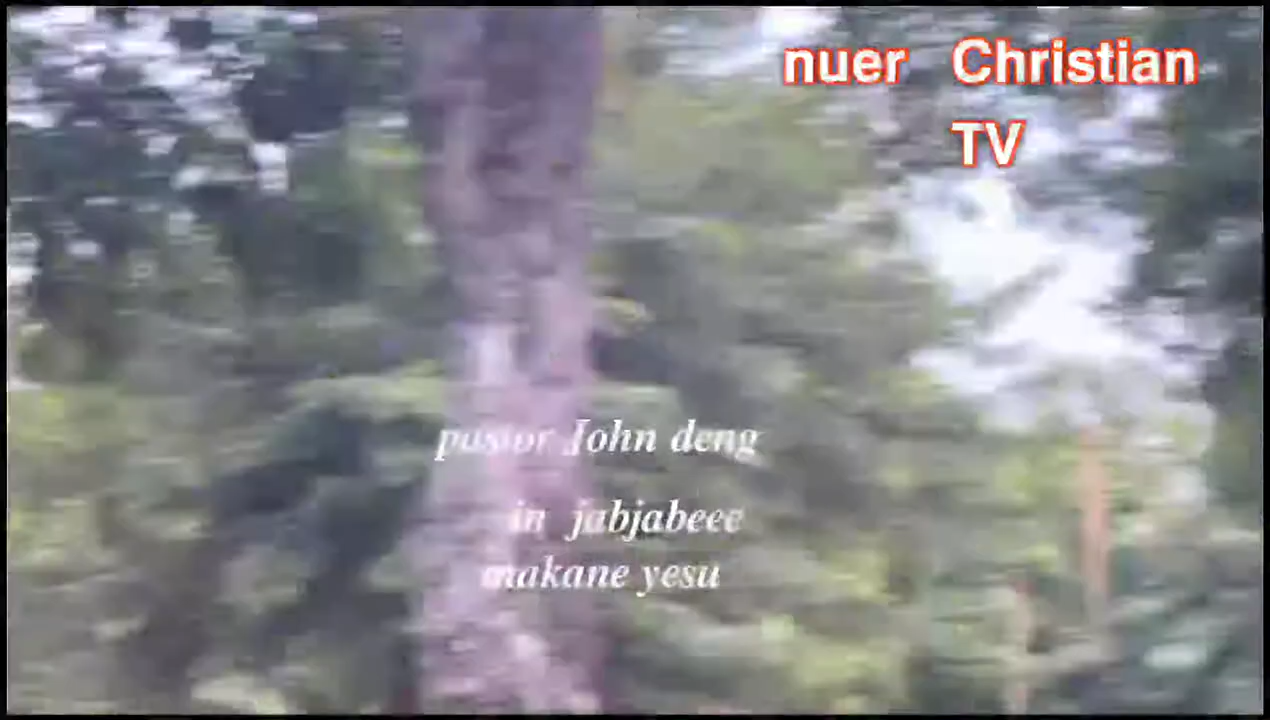 nuer Christian
TV
pastor John deng
in jabjabeee
makane yesu